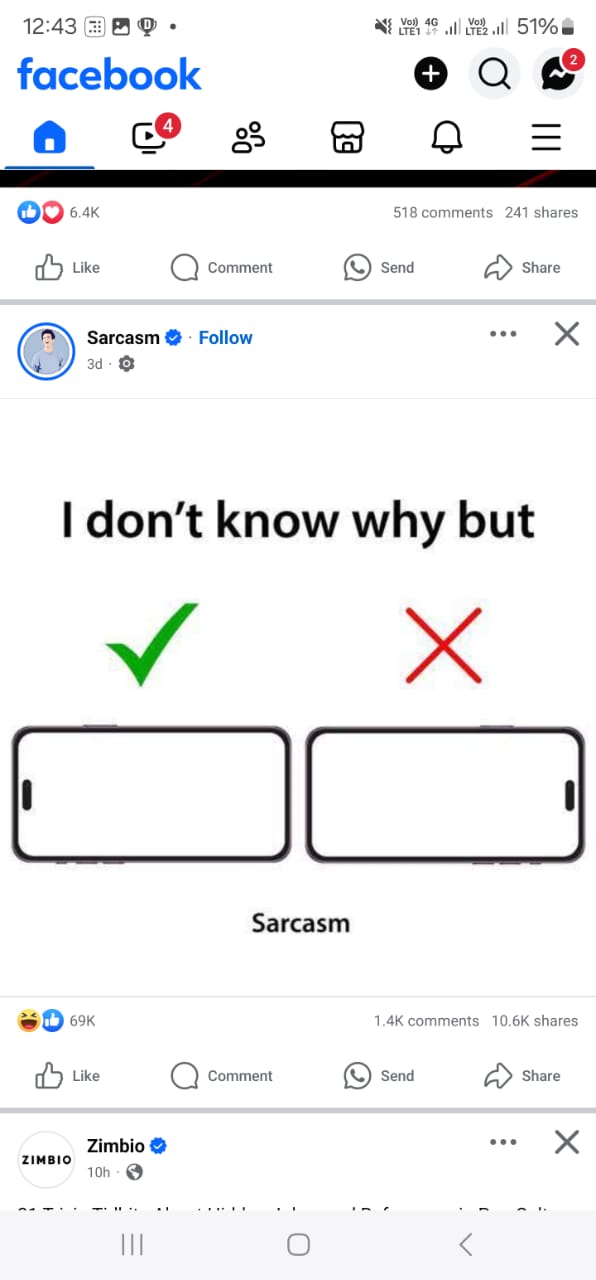 12:43 Vo)) LTE1 4G Vo)) LTE2 51%
facebook
2
4
6.4K 518 comments 241 shares
Like Comment Send Share
Sarcasm · Follow
3d ·
I don't know why but
Sarcasm
69K 1.4K comments 10.6K shares
Like Comment Send Share
ZIMBIO
Zimbio
10h ·